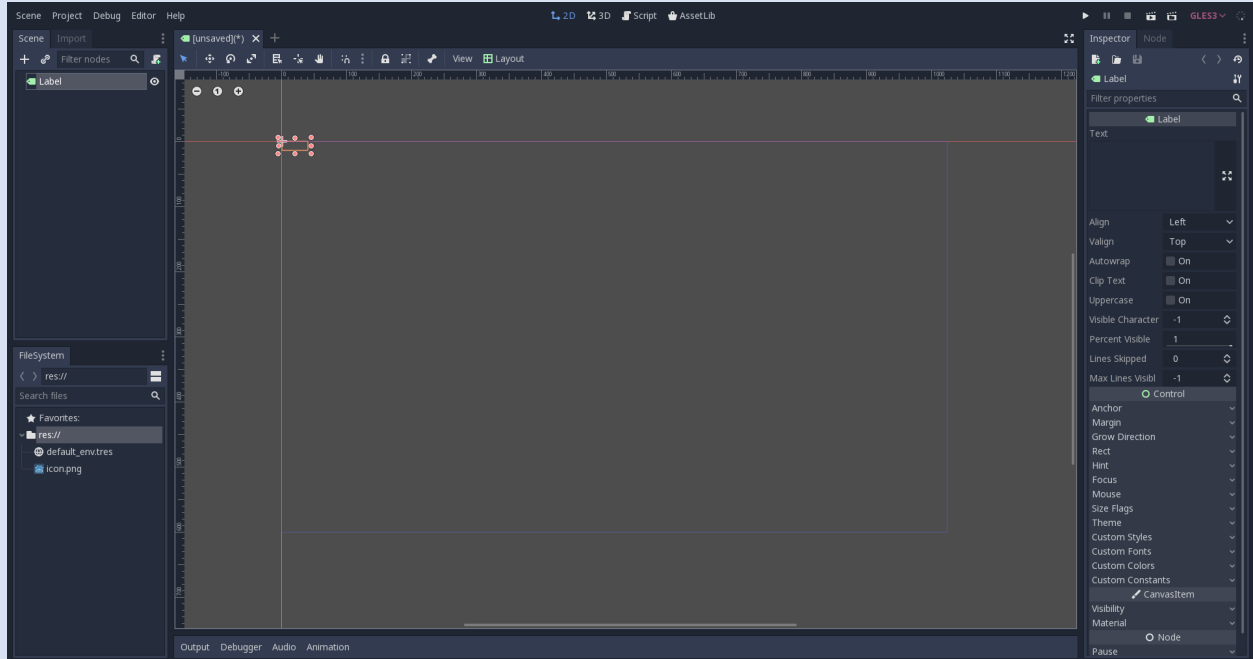 Scene Project Debug Editor Help
2D 3D Script AssetLib
GLES3
Scene Import
[unsaved](*)
Inspector Node
Filter nodes
View Layout
Label
Label
Filter properties
Label
Text
Align Left
Valign Top
Autowrap On
Clip Text On
Uppercase On
Visible Character -1
Percent Visible 1
Lines Skipped 0
Max Lines Visibl -1
Control
Anchor
Margin
Grow Direction
Rect
Hint
Focus
Mouse
Size Flags
Theme
Custom Styles
Custom Fonts
Custom Colors
Custom Constants
CanvasItem
Visibility
Material
Node
Pause
FileSystem
res://
Search files
Favorites:
res://
default_env.tres
icon.png
Output Debugger Audio Animation